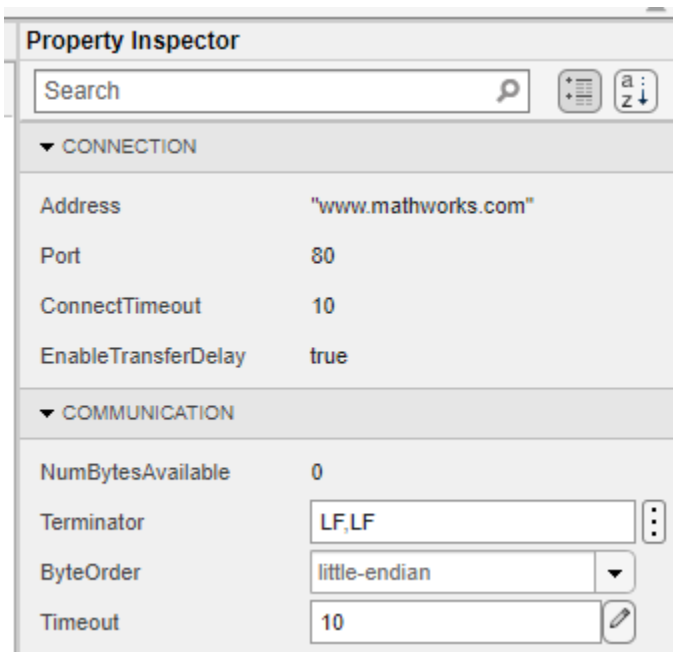 Property Inspector
Search
a
z
CONNECTION
Address "www.mathworks.com"
Port 80
ConnectTimeout 10
EnableTransferDelay true
COMMUNICATION
NumBytesAvailable 0
Terminator LF,LF
ByteOrder little-endian
Timeout 10